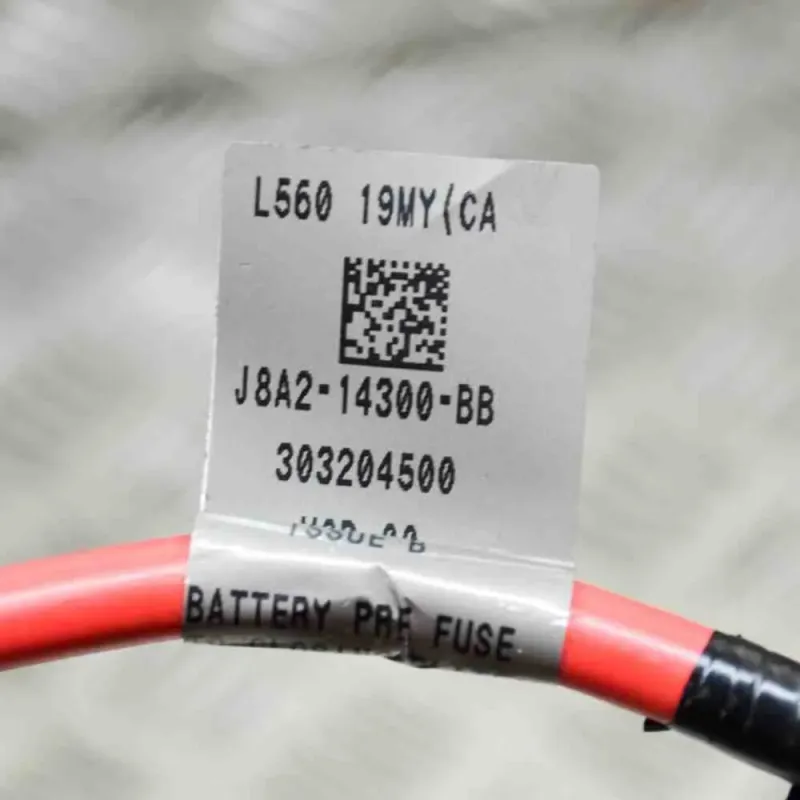 L560 19MY(CA
J8A2-14300-BB
303204500
BATTERY PRE FUSE